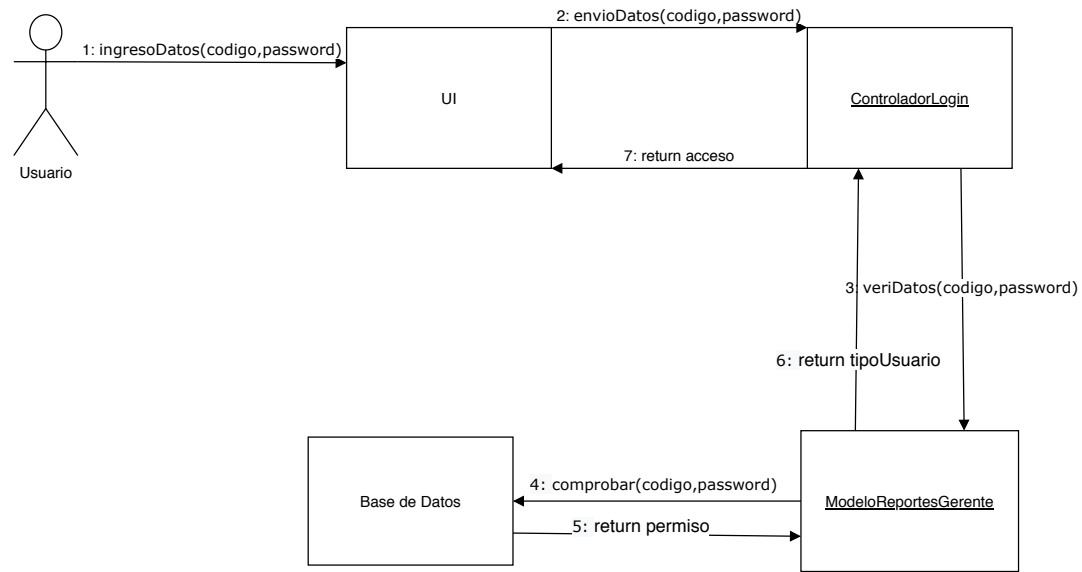 2: envioDatos(codigo,password)
1: ingresoDatos(codigo,password)
UI
ControladorLogin
7: return acceso
Usuario
3: veriDatos(codigo,password)
6: return tipoUsuario
4: comprobar(codigo,password)
Base de Datos
ModeloReportesGerente
5: return permiso